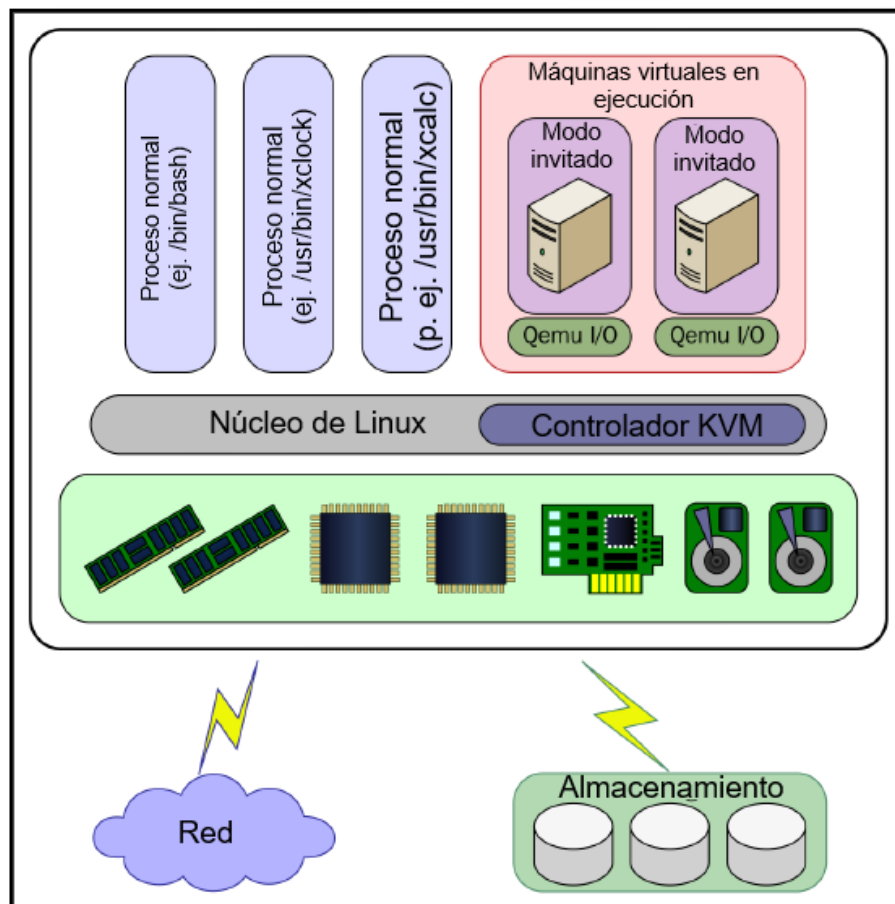 Proceso normal
(ej. /bin/bash)
Proceso normal
(ej. /usr/bin/xclock)
Proceso normal
(p. ej. /usr/bin/xcalc)
Máquinas virtuales en
ejecución
Modo
invitado
Modo
invitado
Qemu I/O
Qemu I/O
Núcleo de Linux
Controlador KVM
Red
Almacenamiento